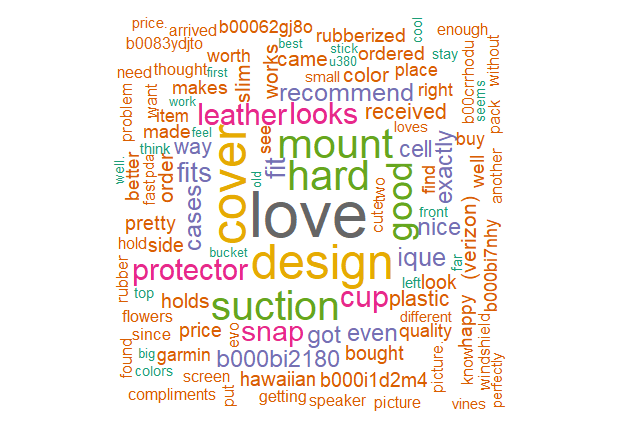 price.
arrived
b00062gj8o
rubberized
cool
enough
b0083ydjto
worth
came
best
stick
u380
ordered
stay
without
need
thought
first
slim
works
small
color
place
b00crrhodu
seems
pack
problem
want
makes
work
item
leather
looks
recommend
received
right
loves
made
feel
see
mount
cell
exactly
buy
well
another
well.
think
way
cover
fit
hard
good
find
fastpda
better
order
fits
cases
old
love
cute
two
front
nice
(verizon)
pretty
hold
side
bucket
design
ique
far
b000bi7nhy
rubber
protector
left
look
top
holds
suction
cup
plastic
happy
flowers
different
since
price
evo
snap
got
even
quality
know
windshield
found
big
garmin
b000bi2180
bought
picture.
perfectly
colors
screen
put
hawaiian
b000i1d2m4
compliments
getting
speaker
picture
vines